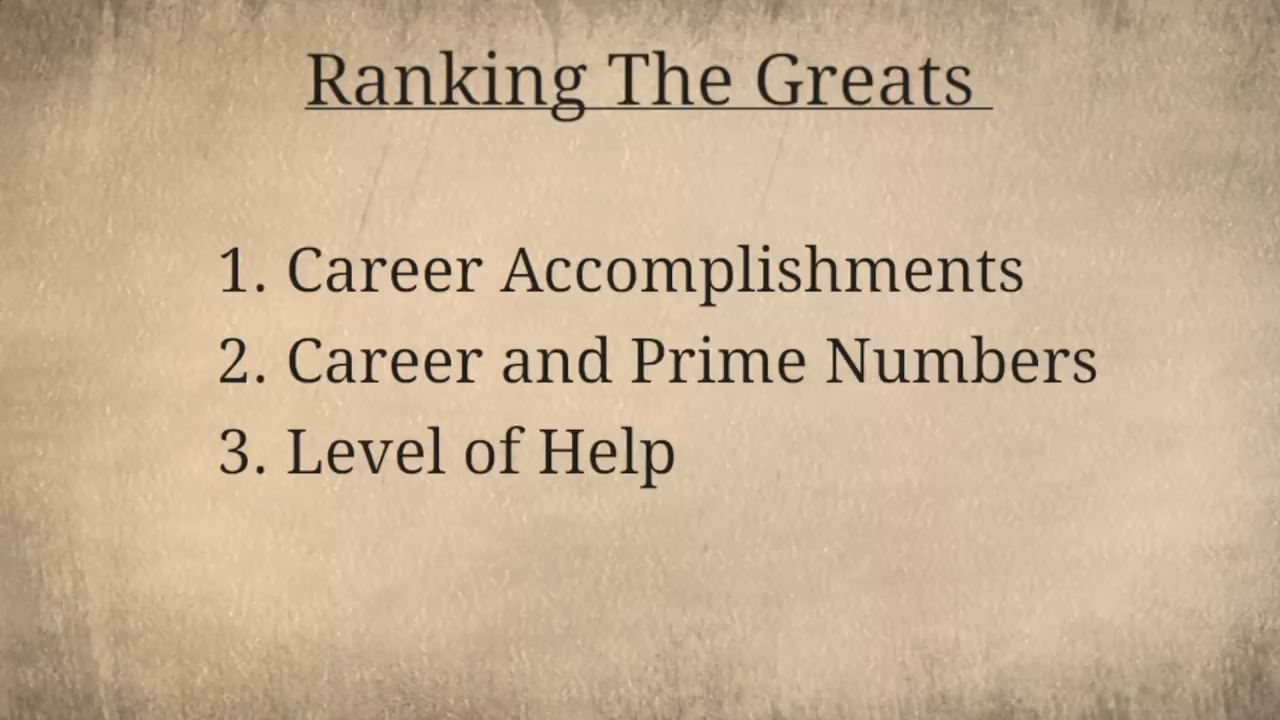 Ranking The Greats
1. Career Accomplishments
2. Career and Prime Numbers
3. Level of Help